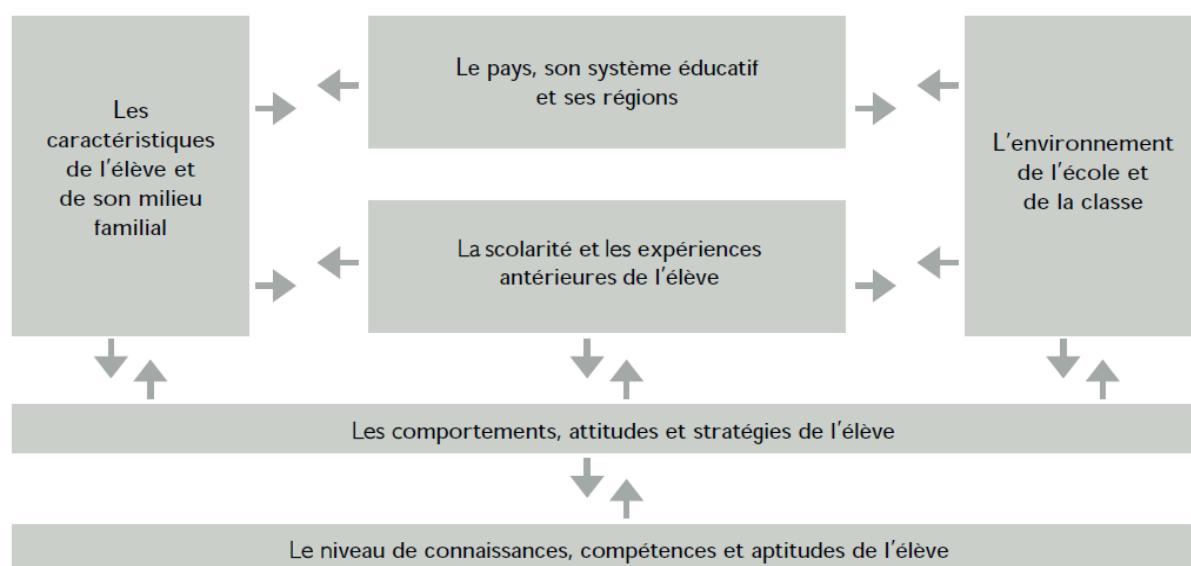 Les
caractéristiques
de l'élève et
de son milieu
familial
Le pays, son système éducatif
et ses régions
La scolarité et les expériences
antérieures de l'élève
L'environnement
de l'école et
de la classe
Les comportements, attitudes et stratégies de l'élève
Le niveau de connaissances, compétences et aptitudes de l'élève